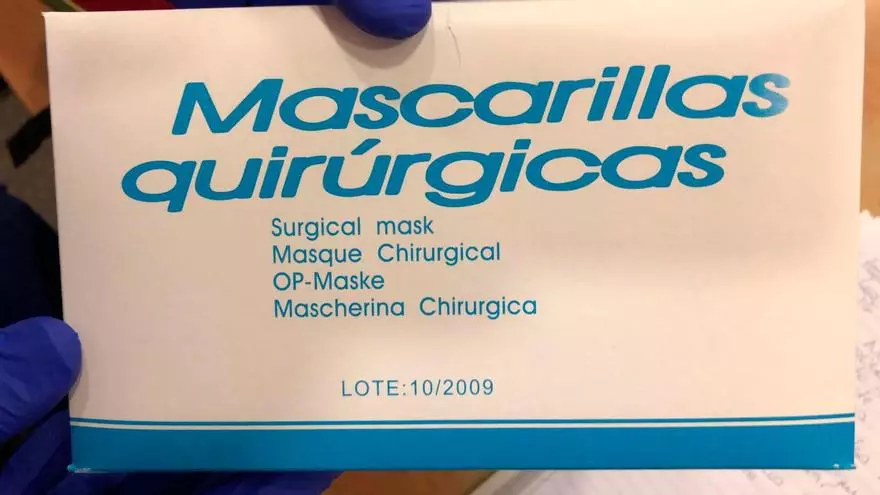 Mascarillas
quirúrgicas
Surgical mask
Masque Chirurgical
OP-Maske
Mascherina Chirurgica
LOTE:10/2009